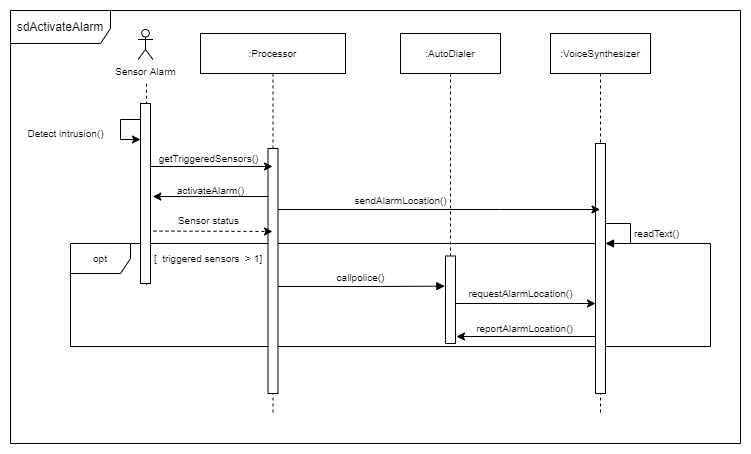 sdActivateAlarm
Sensor Alarm
:Processor
:AutoDialer
:VoiceSynthesizer
Detect intrusion()
getTriggeredSensors()
activateAlarm()
sendAlarmLocation()
Sensor status
readText()
opt
[ triggered sensors > 1]
callpolice()
requestAlarmLocation()
reportAlarmLocation()